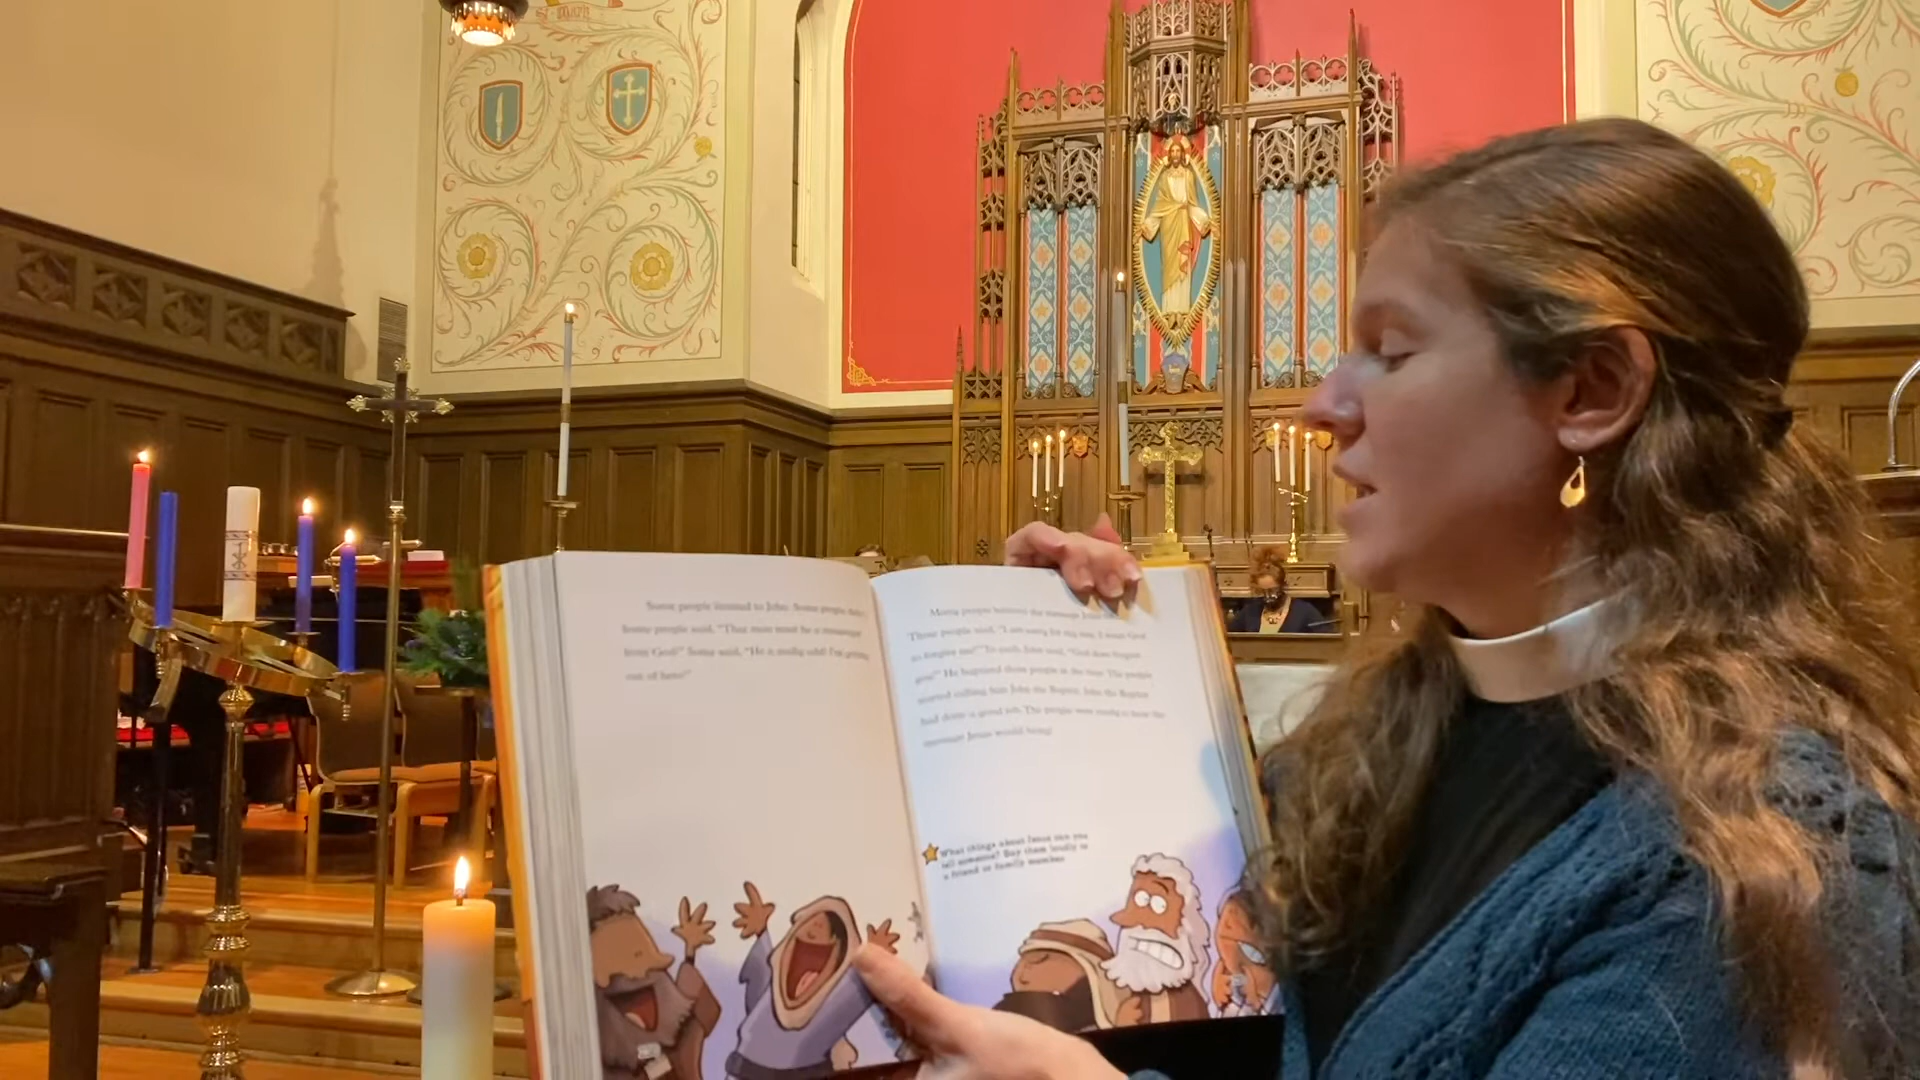 Some people listened to John. Some people didn't.
Some people said, "That man must be a messenger
from God!" Some said, "He is really odd! I'm getting
out of here!"
Many people believed the message John
Those people said, "I am sorry for my sin. I want God
to forgive me!" To each, John said, "God does forgive
you!" He baptized those people in the river. The people
started calling him John the Baptist. John the Baptist
had done a good job. The people were ready to hear the
message Jesus would bring!
What things about Jesus can you
tell someone? Say them loudly to
a friend or family member.